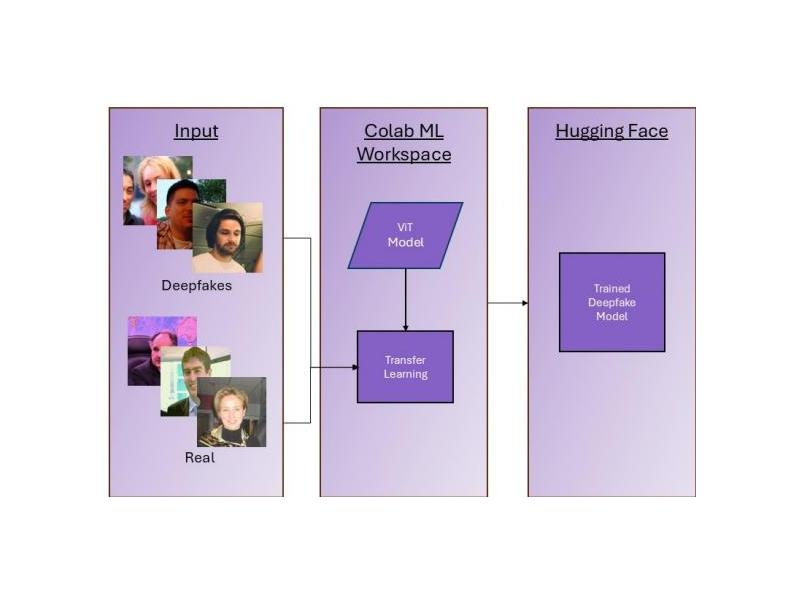 Input
Deepfakes
Real
Colab ML
Workspace
ViT
Model
Transfer
Learning
Hugging Face
Trained
Deepfake
Model